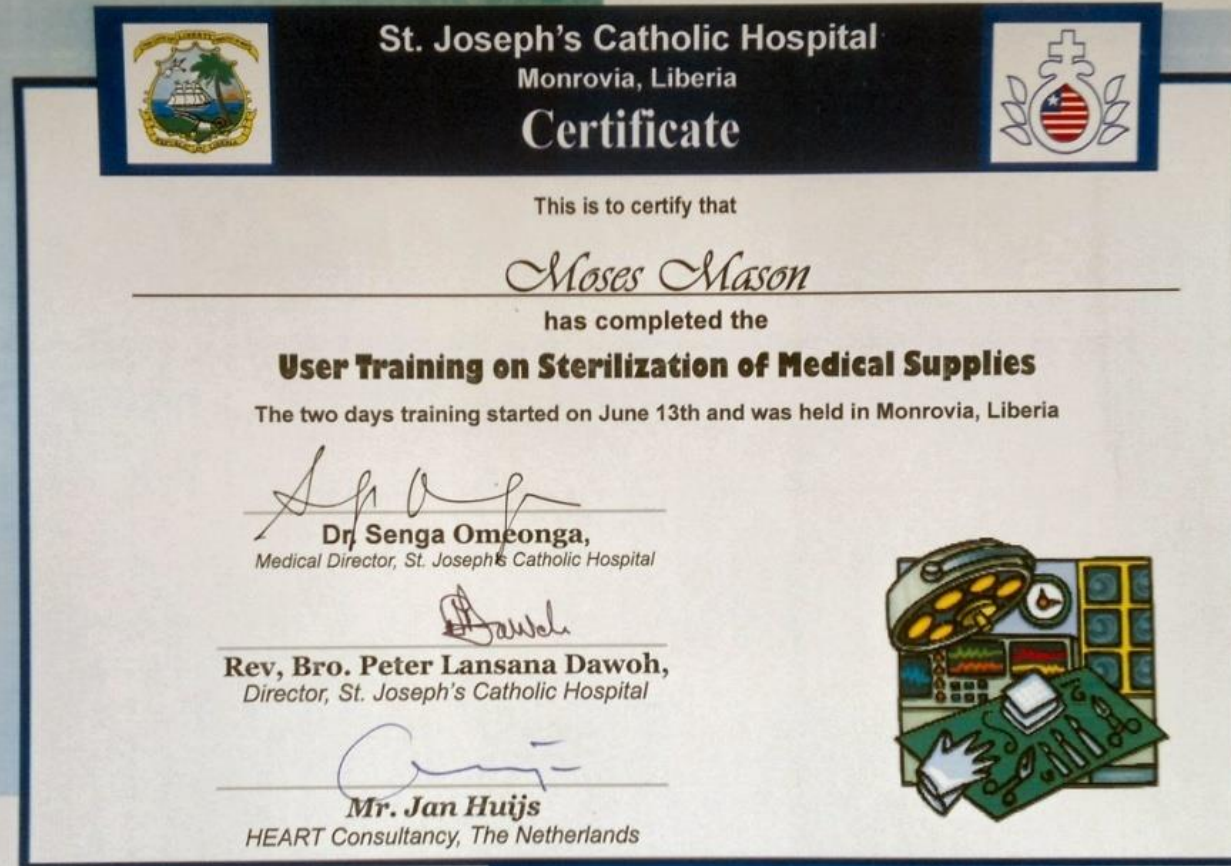 St. Joseph's Catholic Hospital
Monrovia, Liberia
Certificate
This is to certify that
Moses Mason
has completed the
User Training on Sterilization of Medical Supplies
The two days training started on June 13th and was held in Monrovia, Liberia
Dr. Senga Omeonga,
Medical Director, St. Joseph's Catholic Hospital
Rev, Bro. Peter Lansana Dawoh,
Director, St. Joseph's Catholic Hospital
Mr. Jan Huijs
HEART Consultancy, The Netherlands